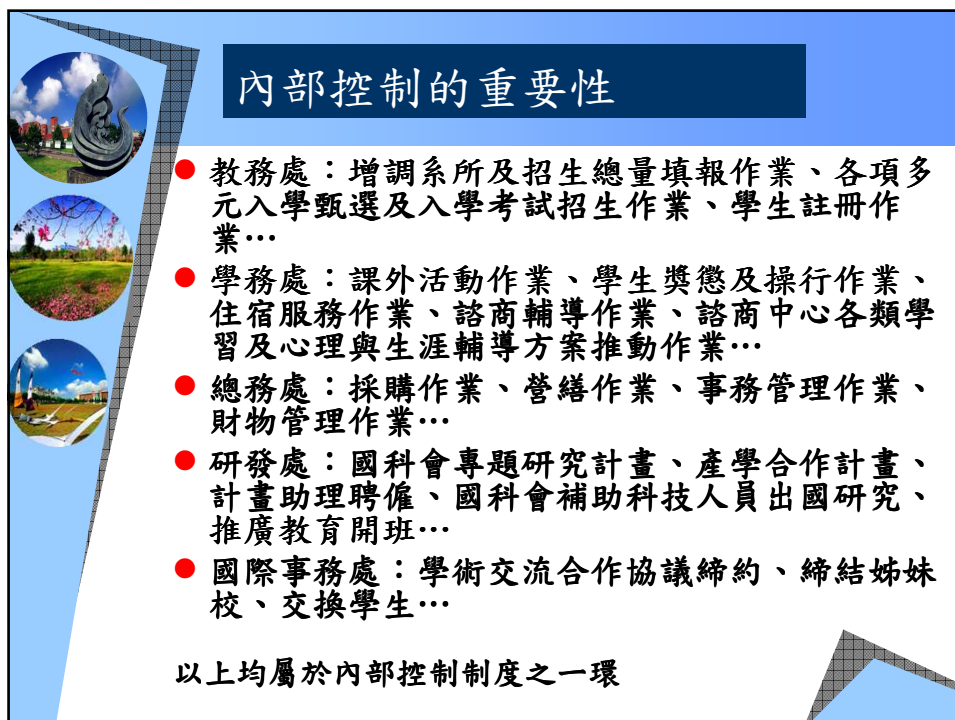 內部控制的重要性
教務處：增調系所及招生總量填報作業、各項多
元入學甄選及入學考試招生作業、學生註冊作
業…
學務處：課外活動作業、學生獎懲及操行作業、
住宿服務作業、諮商輔導作業、諮商中心各類學
習及心理與生涯輔導方案推動作業…
總務處：採購作業、營繕作業、事務管理作業、
財物管理作業…
研發處：國科會專題研究計畫、產學合作計畫、
計畫助理聘僱、國科會補助科技人員出國研究、
推廣教育開班…
國際事務處：學術交流合作協議締約、締結姊妹
校、交換學生…
以上均屬於內部控制制度之一環